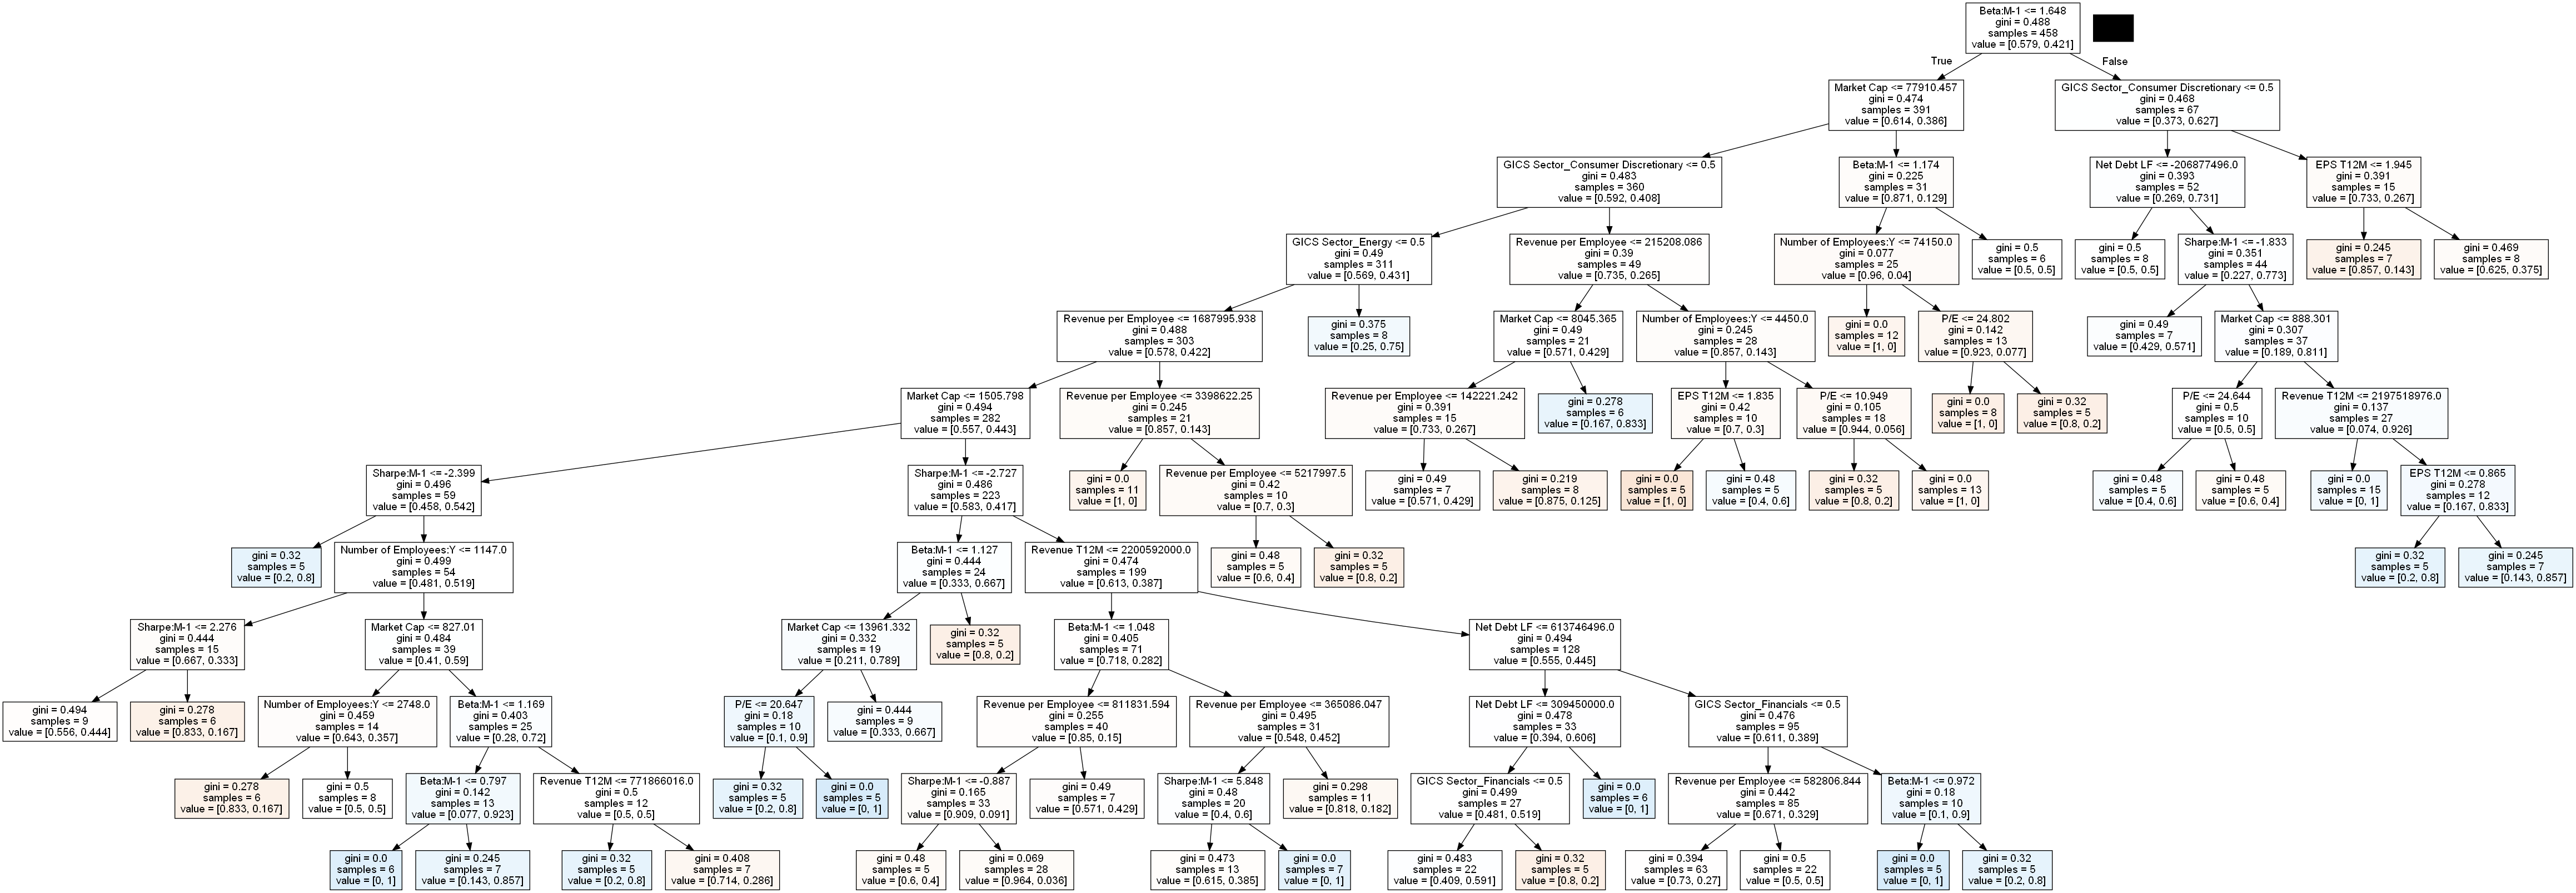 Beta:M-1 <= 1.648
gini = 0.488
samples = 458
value = [0.579, 0.421]
True
False
Market Cap <= 77910.457
gini = 0.474
samples = 391
value = [0.614, 0.386]
GICS Sector_Consumer Discretionary <= 0.5
gini = 0.468
samples = 67
value = [0.373, 0.627]
GICS Sector_Consumer Discretionary <= 0.5
gini = 0.483
samples = 360
value = [0.592, 0.408]
Beta:M-1 <= 1.174
gini = 0.225
samples = 31
value = [0.871, 0.129]
Net Debt LF <= -206877496.0
gini = 0.393
samples = 52
value = [0.269, 0.731]
EPS T12M <= 1.945
gini = 0.391
samples = 15
value = [0.733, 0.267]
GICS Sector_Energy <= 0.5
gini = 0.49
samples = 311
value = [0.569, 0.431]
Revenue per Employee <= 215208.086
gini = 0.39
samples = 49
value = [0.735, 0.265]
Number of Employees:Y <= 74150.0
gini = 0.077
samples = 25
value = [0.96, 0.04]
gini = 0.5
samples = 6
value = [0.5, 0.5]
gini = 0.5
samples = 8
value = [0.5, 0.5]
Sharpe:M-1 <= -1.833
gini = 0.351
samples = 44
value = [0.227, 0.773]
gini = 0.245
samples = 7
value = [0.857, 0.143]
gini = 0.469
samples = 8
value = [0.625, 0.375]
Revenue per Employee <= 1687995.938
gini = 0.488
samples = 303
value = [0.578, 0.422]
gini = 0.375
samples = 8
value = [0.25, 0.75]
Market Cap <= 8045.365
gini = 0.49
samples = 21
value = [0.571, 0.429]
Number of Employees:Y <= 4450.0
gini = 0.245
samples = 28
value = [0.857, 0.143]
gini = 0.0
samples = 12
value = [1, 0]
P/E <= 24.802
gini = 0.142
samples = 13
value = [0.923, 0.077]
gini = 0.49
samples = 7
value = [0.429, 0.571]
Market Cap <= 888.301
gini = 0.307
samples = 37
value = [0.189, 0.811]
Market Cap <= 1505.798
gini = 0.494
samples = 282
value = [0.557, 0.443]
Revenue per Employee <= 3398622.25
gini = 0.245
samples = 21
value = [0.857, 0.143]
Revenue per Employee <= 142221.242
gini = 0.391
samples = 15
value = [0.733, 0.267]
gini = 0.278
samples = 6
value = [0.167, 0.833]
EPS T12M <= 1.835
gini = 0.42
samples = 10
value = [0.7, 0.3]
P/E <= 10.949
gini = 0.105
samples = 18
value = [0.944, 0.056]
gini = 0.0
samples = 8
value = [1, 0]
gini = 0.32
samples = 5
value = [0.8, 0.2]
P/E <= 24.644
gini = 0.5
samples = 10
value = [0.5, 0.5]
Revenue T12M <= 2197518976.0
gini = 0.137
samples = 27
value = [0.074, 0.926]
Sharpe:M-1 <= -2.399
gini = 0.496
samples = 59
value = [0.458, 0.542]
Sharpe:M-1 <= -2.727
gini = 0.486
samples = 223
value = [0.583, 0.417]
gini = 0.0
samples = 11
value = [1, 0]
Revenue per Employee <= 5217997.5
gini = 0.42
samples = 10
value = [0.7, 0.3]
gini = 0.49
samples = 7
value = [0.571, 0.429]
gini = 0.219
samples = 8
value = [0.875, 0.125]
gini = 0.0
samples = 5
value = [1, 0]
gini = 0.48
samples = 5
value = [0.4, 0.6]
gini = 0.32
samples = 5
value = [0.8, 0.2]
gini = 0.0
samples = 13
value = [1, 0]
gini = 0.48
samples = 5
value = [0.4, 0.6]
gini = 0.48
samples = 5
value = [0.6, 0.4]
gini = 0.0
samples = 15
value = [0, 1]
EPS T12M <= 0.865
gini = 0.278
samples = 12
value = [0.167, 0.833]
gini = 0.32
samples = 5
value = [0.2, 0.8]
Number of Employees:Y <= 1147.0
gini = 0.499
samples = 54
value = [0.481, 0.519]
Beta:M-1 <= 1.127
gini = 0.444
samples = 24
value = [0.333, 0.667]
Revenue T12M <= 2200592000.0
gini = 0.474
samples = 199
value = [0.613, 0.387]
gini = 0.48
samples = 5
value = [0.6, 0.4]
gini = 0.32
samples = 5
value = [0.8, 0.2]
gini = 0.32
samples = 5
value = [0.2, 0.8]
gini = 0.245
samples = 7
value = [0.143, 0.857]
Sharpe:M-1 <= 2.276
gini = 0.444
samples = 15
value = [0.667, 0.333]
Market Cap <= 827.01
gini = 0.484
samples = 39
value = [0.41, 0.59]
Market Cap <= 13961.332
gini = 0.332
samples = 19
value = [0.211, 0.789]
gini = 0.32
samples = 5
value = [0.8, 0.2]
Beta:M-1 <= 1.048
gini = 0.405
samples = 71
value = [0.718, 0.282]
Net Debt LF <= 613746496.0
gini = 0.494
samples = 128
value = [0.555, 0.445]
gini = 0.494
samples = 9
value = [0.556, 0.444]
gini = 0.278
samples = 6
value = [0.833, 0.167]
Number of Employees:Y <= 2748.0
gini = 0.459
samples = 14
value = [0.643, 0.357]
Beta:M-1 <= 1.169
gini = 0.403
samples = 25
value = [0.28, 0.72]
P/E <= 20.647
gini = 0.18
samples = 10
value = [0.1, 0.9]
gini = 0.444
samples = 9
value = [0.333, 0.667]
Revenue per Employee <= 811831.594
gini = 0.255
samples = 40
value = [0.85, 0.15]
Revenue per Employee <= 365086.047
gini = 0.495
samples = 31
value = [0.548, 0.452]
Net Debt LF <= 309450000.0
gini = 0.478
samples = 33
value = [0.394, 0.606]
GICS Sector_Financials <= 0.5
gini = 0.476
samples = 95
value = [0.611, 0.389]
gini = 0.278
samples = 6
value = [0.833, 0.167]
gini = 0.5
samples = 8
value = [0.5, 0.5]
Beta:M-1 <= 0.797
gini = 0.142
samples = 13
value = [0.077, 0.923]
Revenue T12M <= 771866016.0
gini = 0.5
samples = 12
value = [0.5, 0.5]
gini = 0.32
samples = 5
value = [0.2, 0.8]
gini = 0.0
samples = 5
value = [0, 1]
Sharpe:M-1 <= -0.887
gini = 0.165
samples = 33
value = [0.909, 0.091]
gini = 0.49
samples = 7
value = [0.571, 0.429]
Sharpe:M-1 <= 5.848
gini = 0.48
samples = 20
value = [0.4, 0.6]
gini = 0.298
samples = 11
value = [0.818, 0.182]
GICS Sector_Financials <= 0.5
gini = 0.499
samples = 27
value = [0.481, 0.519]
gini = 0.0
samples = 6
value = [0, 1]
Revenue per Employee <= 582806.844
gini = 0.442
samples = 85
value = [0.671, 0.329]
Beta:M-1 <= 0.972
gini = 0.18
samples = 10
value = [0.1, 0.9]
gini = 0.0
samples = 6
value = [0, 1]
gini = 0.245
samples = 7
value = [0.143, 0.857]
gini = 0.32
samples = 5
value = [0.2, 0.8]
gini = 0.408
samples = 7
value = [0.714, 0.286]
gini = 0.48
samples = 5
value = [0.6, 0.4]
gini = 0.069
samples = 28
value = [0.964, 0.036]
gini = 0.473
samples = 13
value = [0.615, 0.385]
gini = 0.0
samples = 7
value = [0, 1]
gini = 0.483
samples = 22
value = [0.409, 0.591]
gini = 0.32
samples = 5
value = [0.8, 0.2]
gini = 0.394
samples = 63
value = [0.73, 0.27]
gini = 0.5
samples = 22
value = [0.5, 0.5]
gini = 0.0
samples = 5
value = [0, 1]
gini = 0.32
samples = 5
value = [0.2, 0.8]